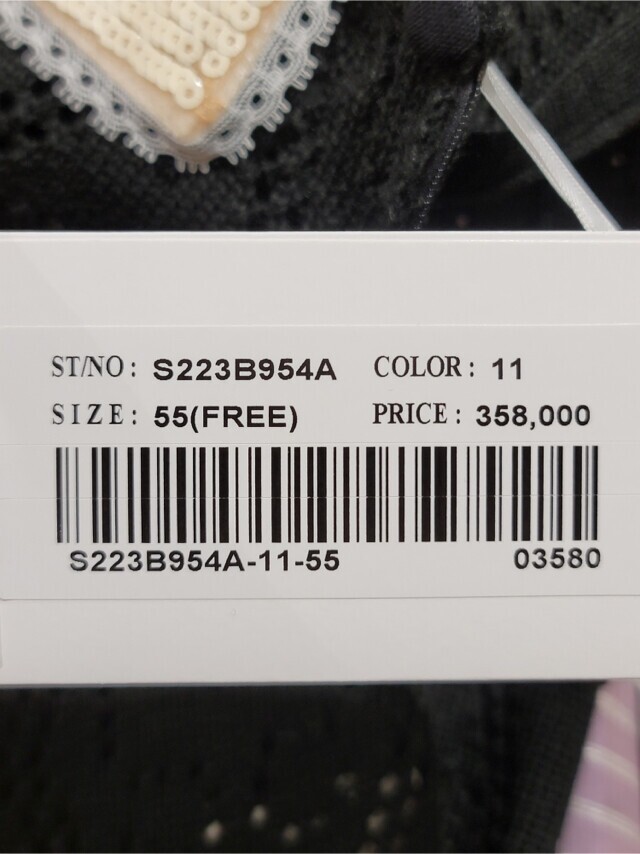 ST/NO: S223B954A COLOR: 11
SIZE: 55(FREE) PRICE: 358,000
S223B954A-11-55 03580